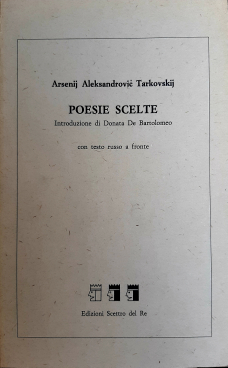 Arsenij Aleksandrovič Tarkovskij
POESIE SCELTE
Introduzione di Donata De Bartolomeo
con testo russo a fronte
Edizioni Scettro del Re